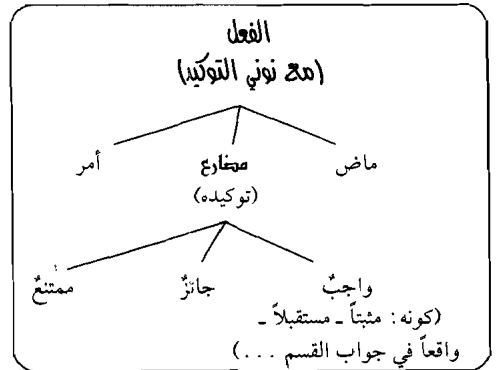 الفعل
(مع نوني التوكيد)
ماض مضارع أمر
(توكيده)
واجبٌ جائزٌ ممتنعٌ
(كونه: مثبتاً ـ مستقبلاً ـ
واقعاً في جواب القسم ...)